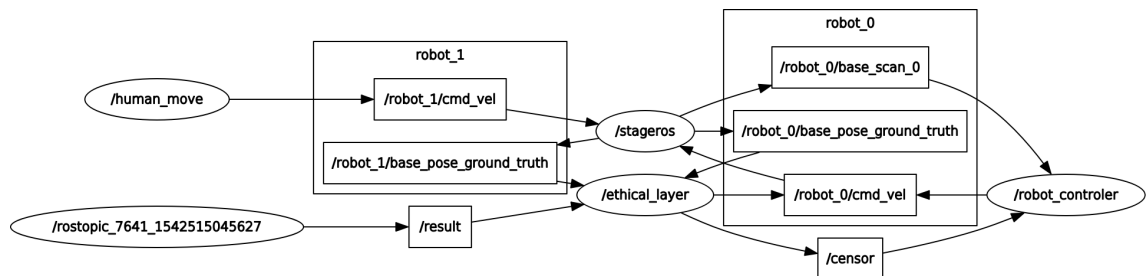 robot_0
robot_1
/robot_0/base_scan_0
/human_move
/robot_1/cmd_vel
/stageros
/robot_0/base_pose_ground_truth
/robot_1/base_pose_ground_truth
/ethical_layer
/robot_0/cmd_vel
/robot_controler
/rostopic_7641_1542515045627
/result
/censor